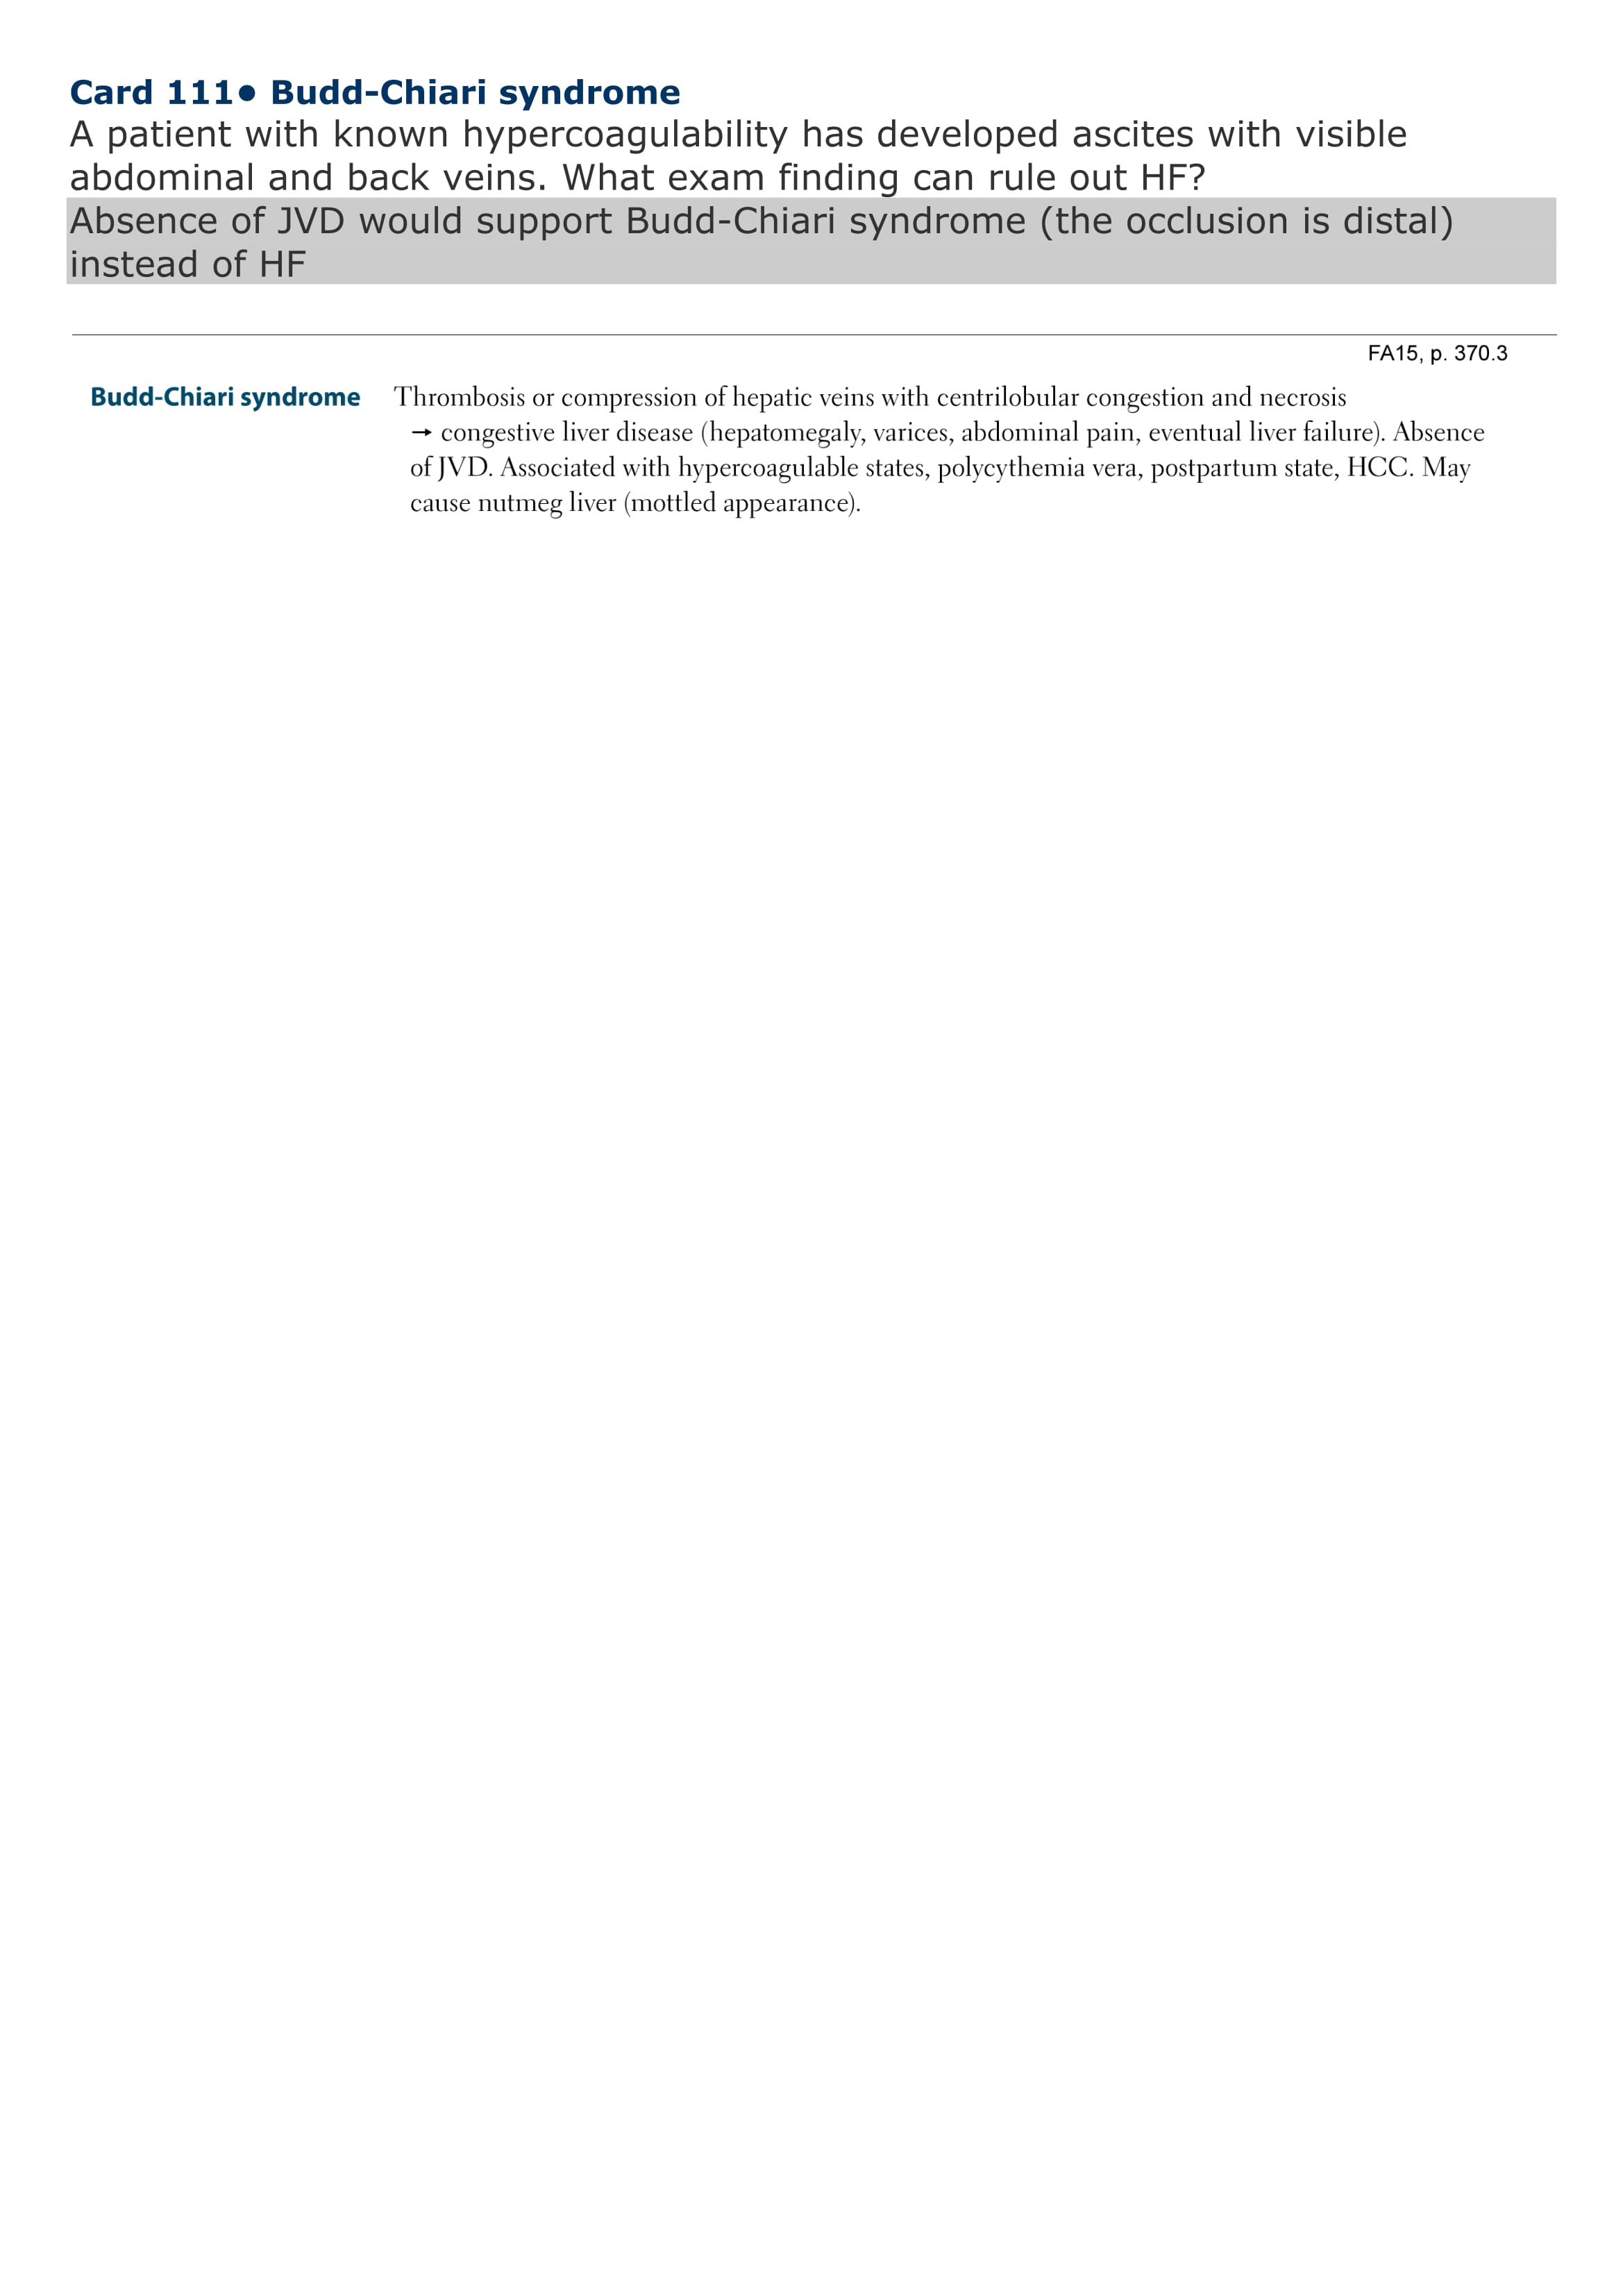 Card 111● Budd-Chiari syndrome
A patient with known hypercoagulability has developed ascites with visible
abdominal and back veins. What exam finding can rule out HF?
Absence of JVD would support Budd-Chiari syndrome (the occlusion is distal)
instead of HF
FA15, p. 370.3
Budd-Chiari syndrome Thrombosis or compression of hepatic veins with centrilobular congestion and necrosis
→ congestive liver disease (hepatomegaly, varices, abdominal pain, eventual liver failure). Absence
of JVD. Associated with hypercoagulable states, polycythemia vera, postpartum state, HCC. May
cause nutmeg liver (mottled appearance).